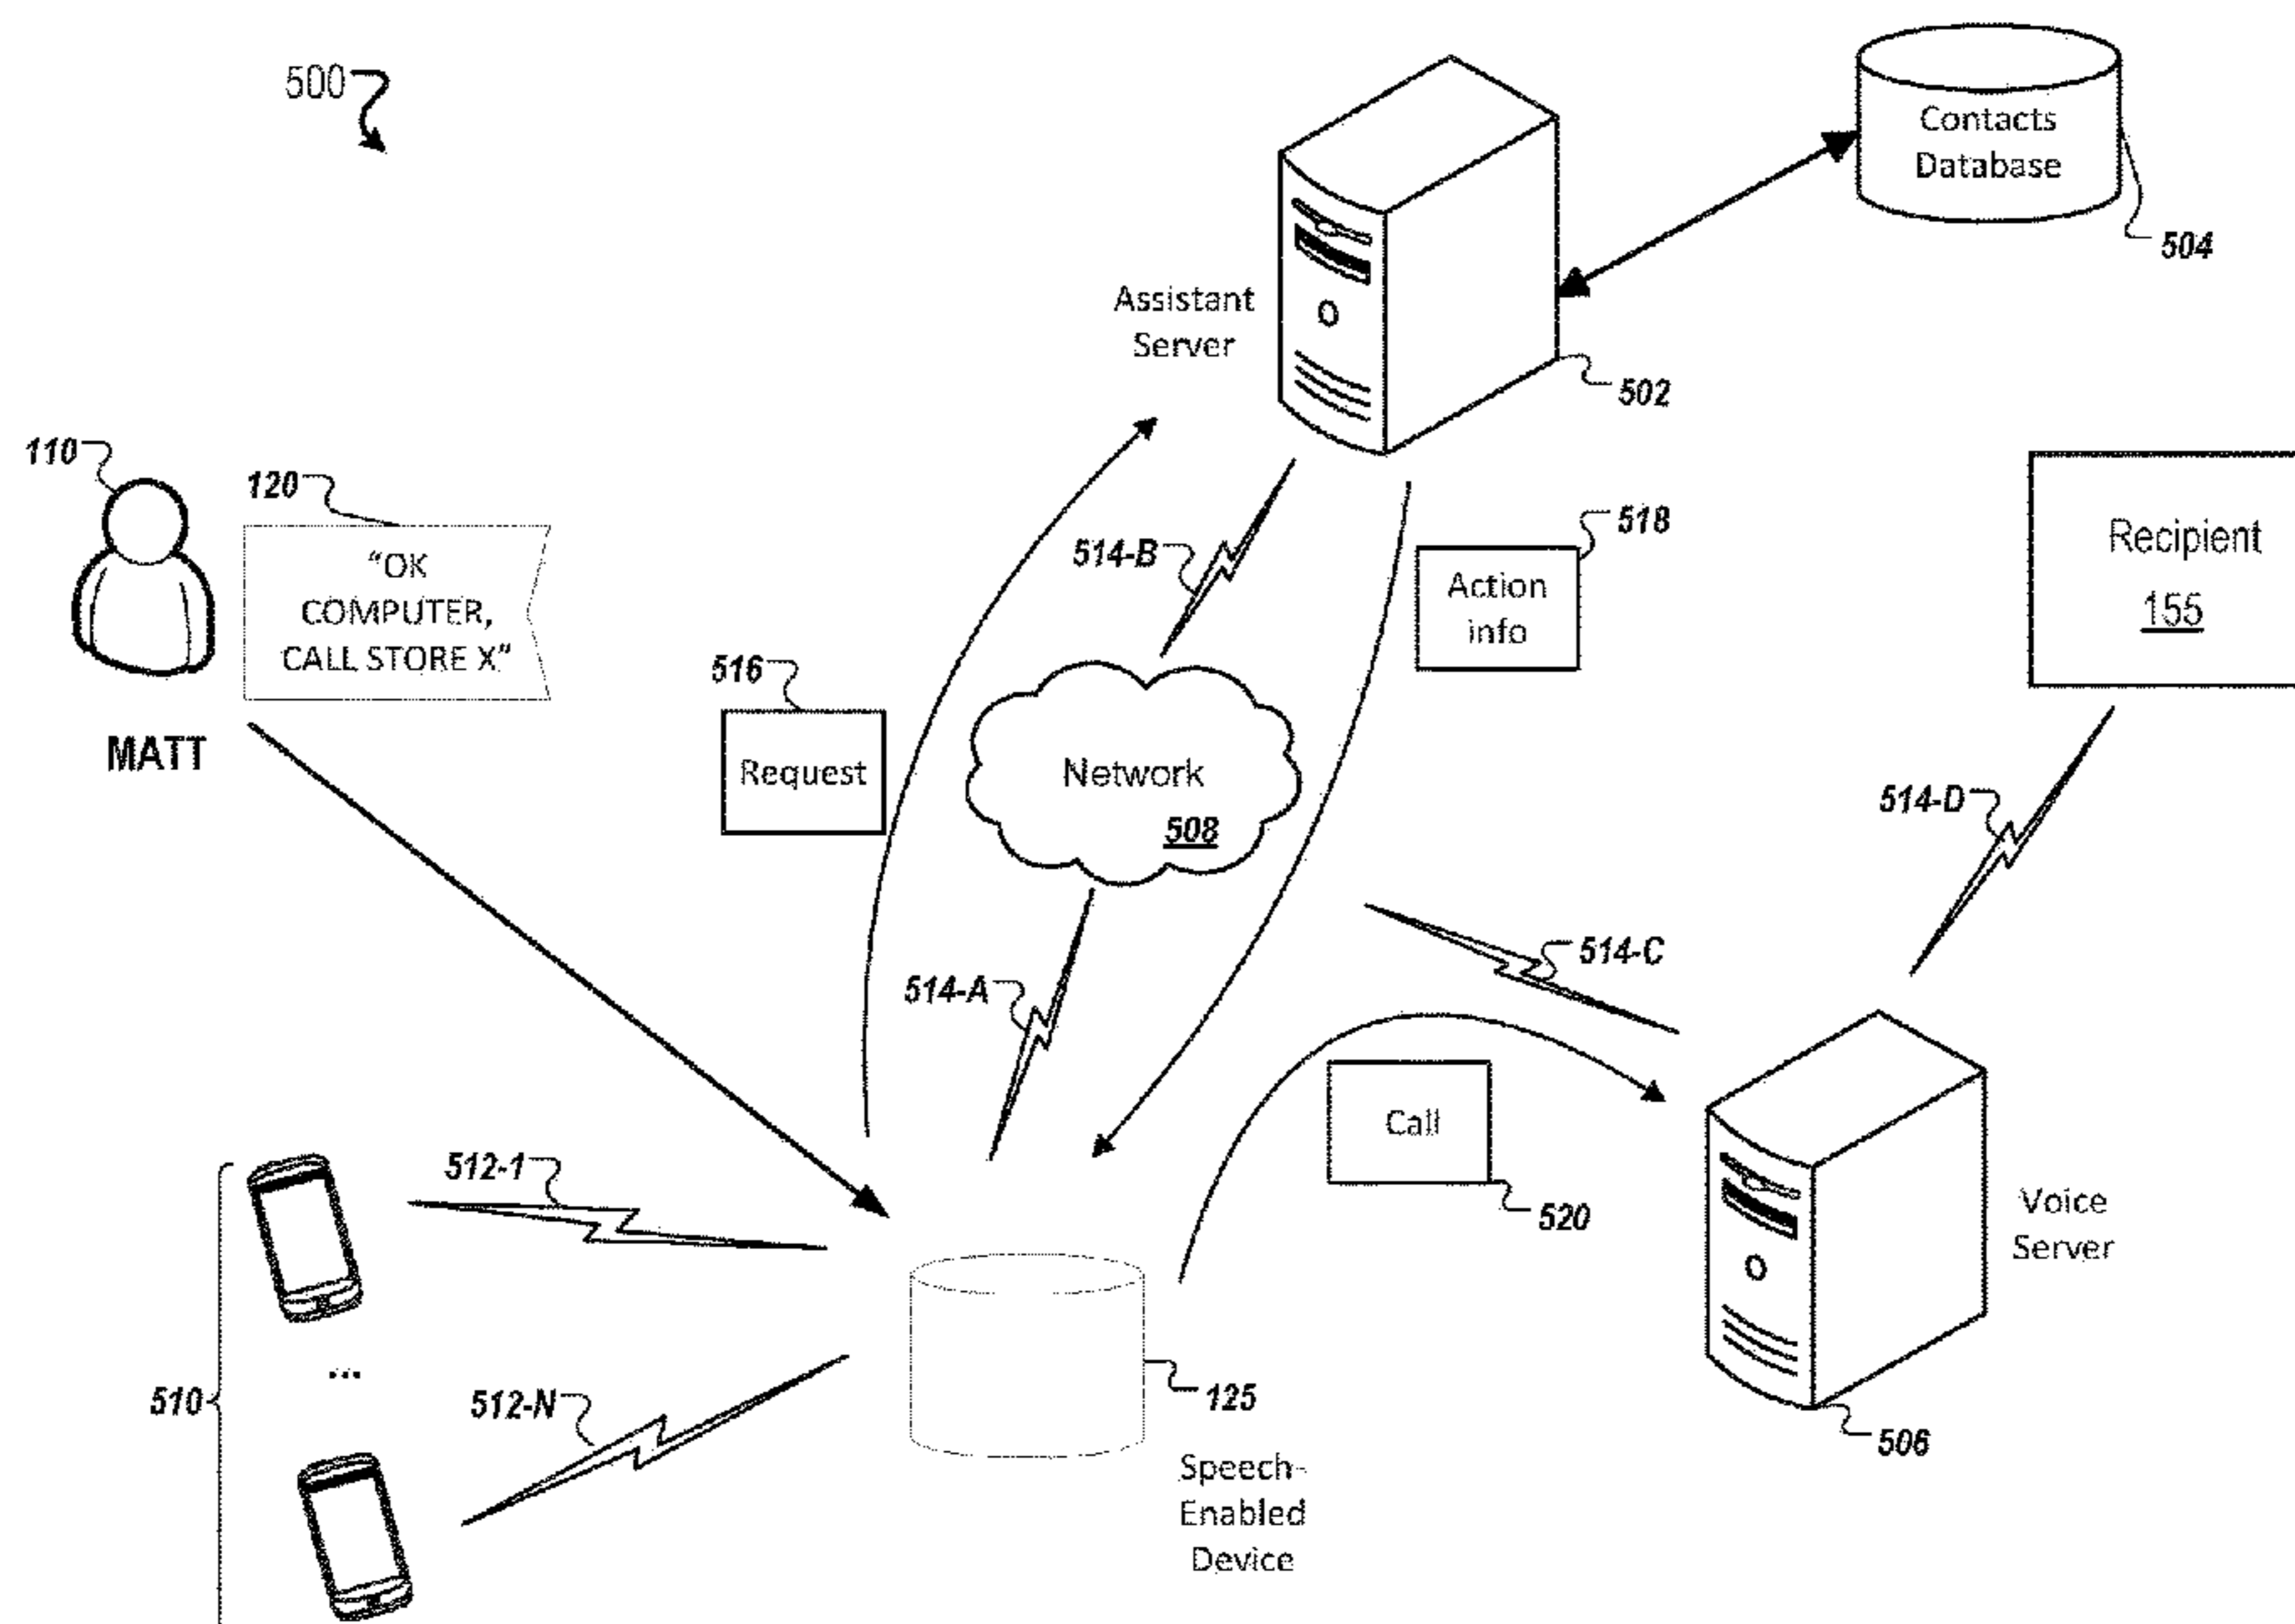 500
Contacts
Database
504
Assistant
Server
502
110
120
"OK
COMPUTER,
CALL STORE X"
MATT
514-B
518
Action
info
Recipient
155
516
Request
Network
508
514-D
514-C
514-A
Call
520
512-1
Voice
Server
506
...
510
512-N
125
Speech-
Enabled
Device